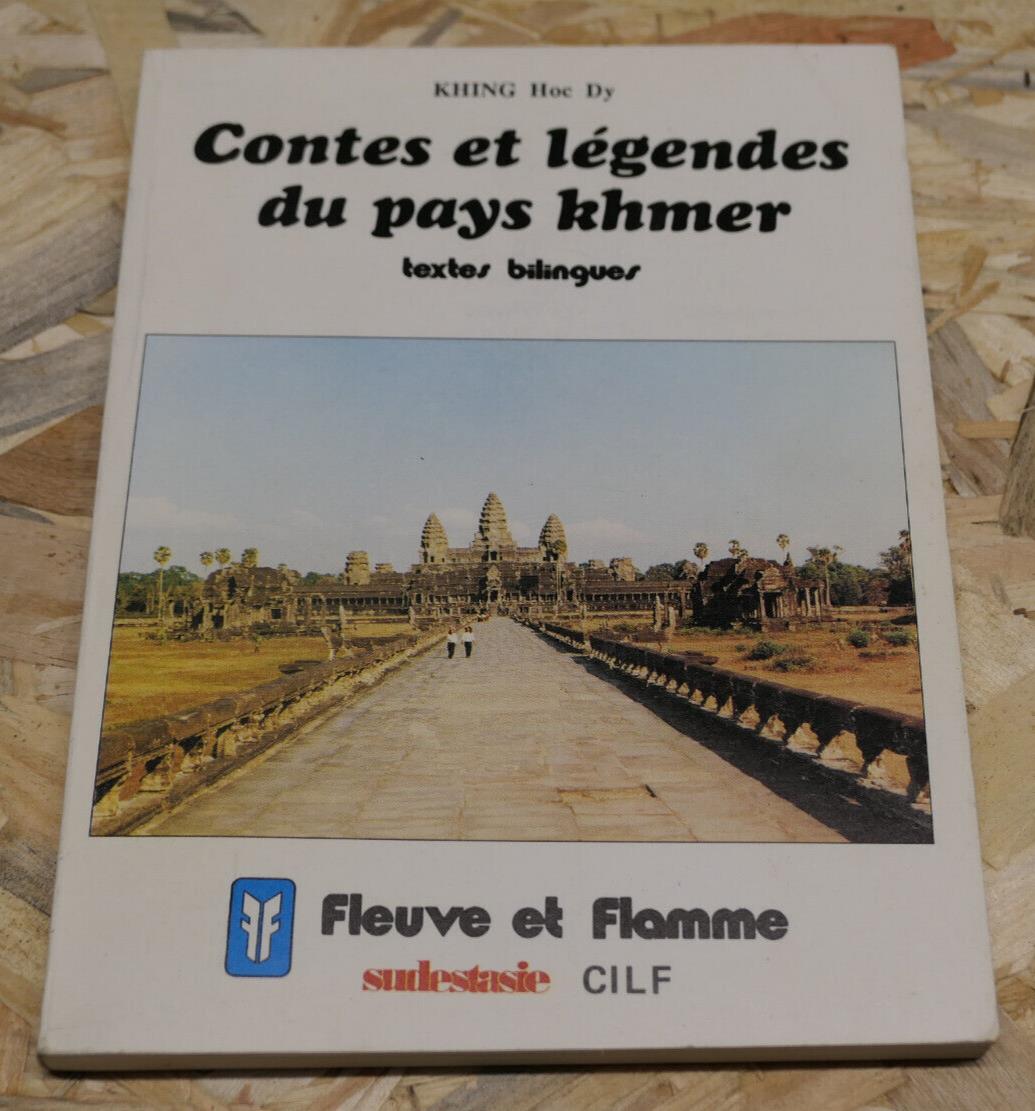 KHING Hoc Dy
Contes et légendes
du pays khmer
textes bilingues
Fleuve et Flamme
sudestasie CILF